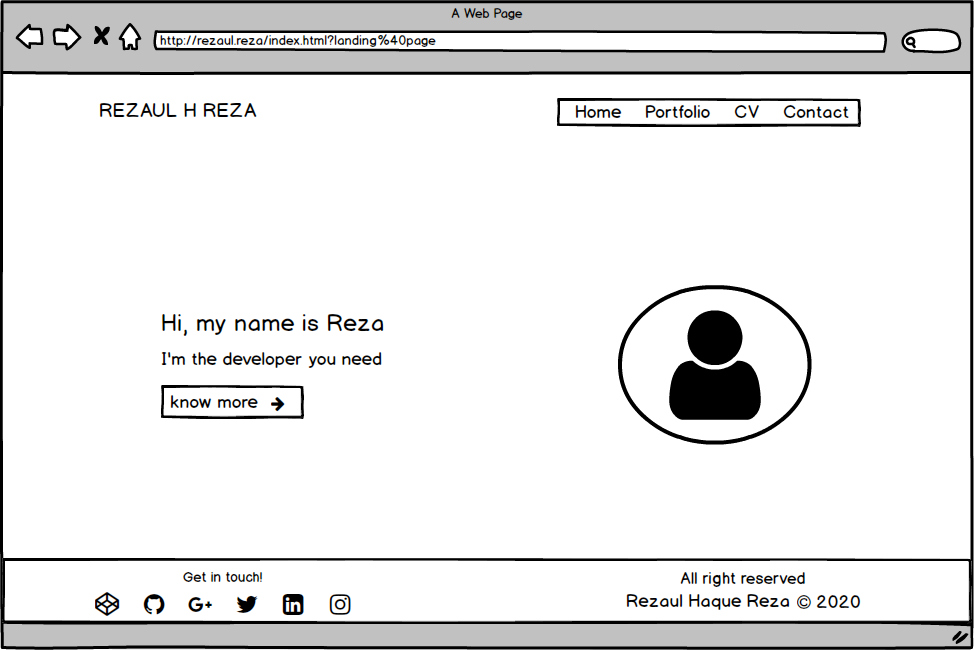 A Web Page
http://rezaul.reza/index.html?landing%40page
REZAUL H REZA
Home Portfolio CV Contact
Hi, my name is Reza
I'm the developer you need
know more
Get in touch!
G+
in
All right reserved
Rezaul Haque Reza © 2020